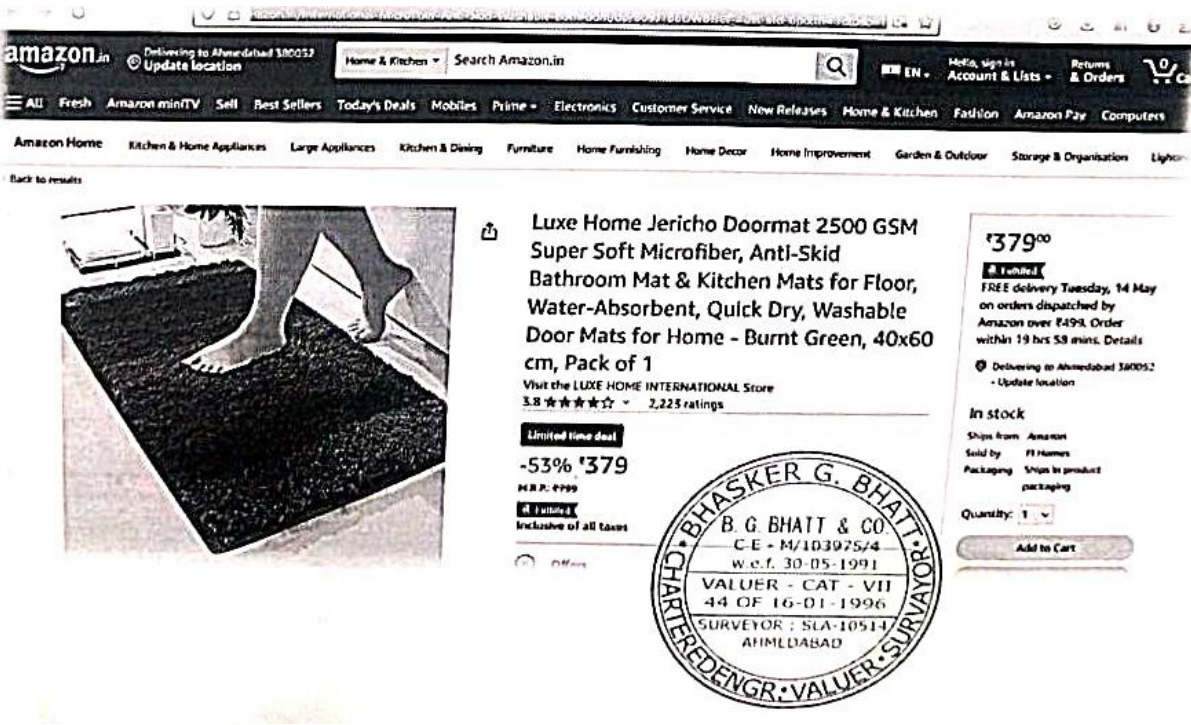 amazon.in
Delivering to Ahmedabad 380052
Update location
Home & Kitchen
Search Amazon.in
EN
Hello, sign in
Account & Lists
Returns
& Orders
0
All Fresh Amazon miniTV Sell Best Sellers Today's Deals Mobiles Prime Electronics Customer Service New Releases Home & Kitchen Fashion Amazon Pay Computers
Amazon Home Kitchen & Home Appliances Large Appliances Kitchen & Dining Furniture Home Furnishing Home Decor Home Improvement Garden & Outdoor Storage & Organisation
Back to results
Luxe Home Jericho Doormat 2500 GSM
Super Soft Microfiber, Anti-Skid
Bathroom Mat & Kitchen Mats for Floor,
Water-Absorbent, Quick Dry, Washable
Door Mats for Home - Burnt Green, 40x60
cm, Pack of 1
Visit the LUXE HOME INTERNATIONAL Store
3.8 2,223 ratings
Limited time deal
-53% ₹379
M.R.P.: ₹799
Fulfilled
Inclusive of all taxes
Offers
₹37900
Fulfilled
FREE delivery Tuesday, 14 May
on orders dispatched by
Amazon over ₹499. Order
within 19 hrs 58 mins. Details
Delivering to Ahmedabad 380052
- Update location
In stock
Ships from Amazon
Sold by
Packaging Ships in product
packaging
Quantity: 1
Add to Cart
BHASKER G. BHATT
B. G. BHATT & CO.
C-E - M/103975/4
w.e.f. 30-05-1991
VALUER - CAT - VII
44 OF 16-01-1996
SURVEYOR : SLA-10514
AHMEDABAD
CHARTEREDENGR • VALUER • SURVAYOR